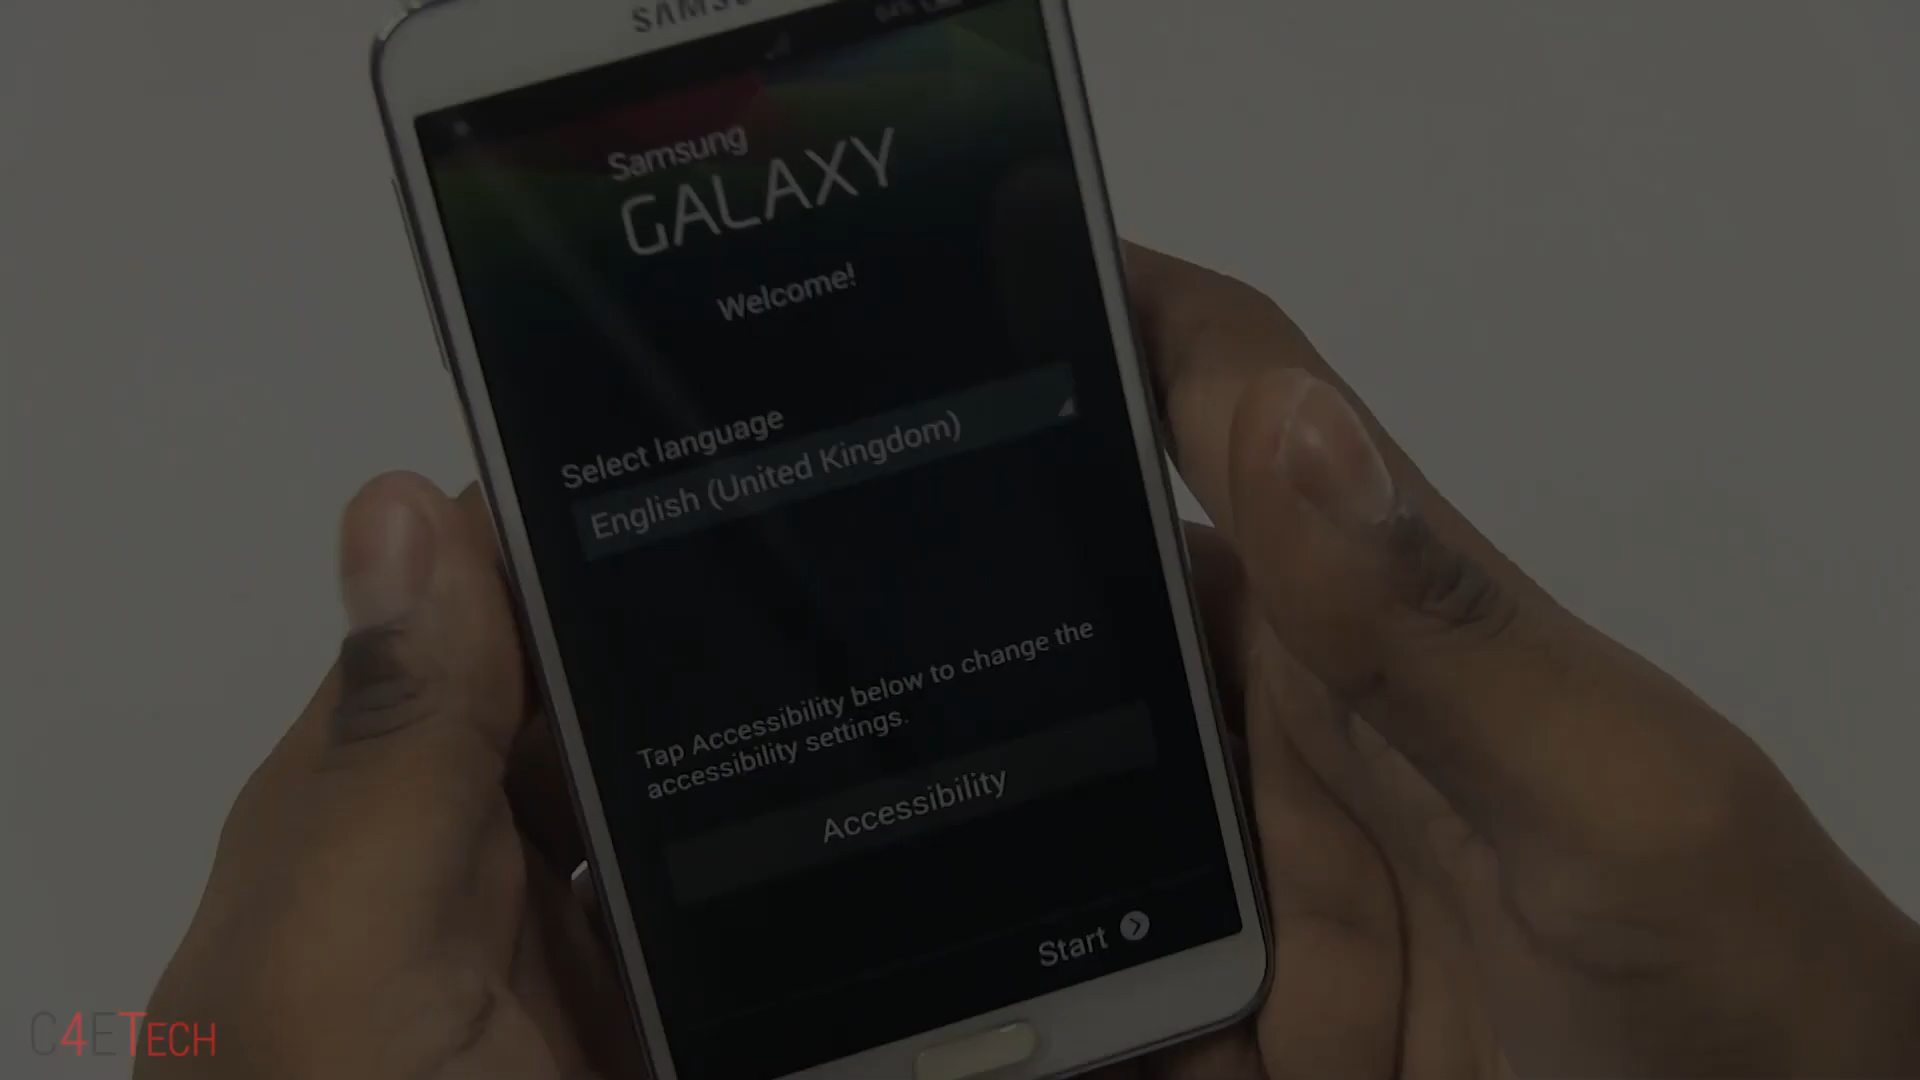 Samsung
GALAXY
Welcome!
Select language
English (United Kingdom)
Tap Accessibility below to change the
accessibility settings.
Accessibility
Start
C4ETECH